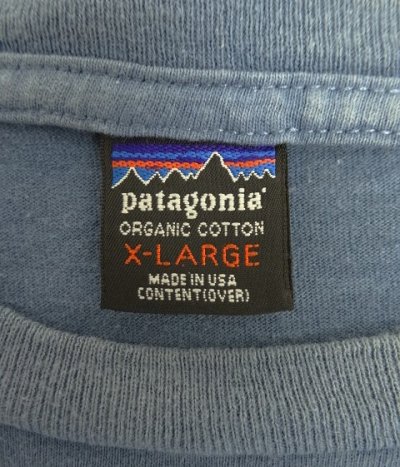 patagonia®
ORGANIC COTTON
X-LARGE
MADE IN USA
CONTENT(OVER)